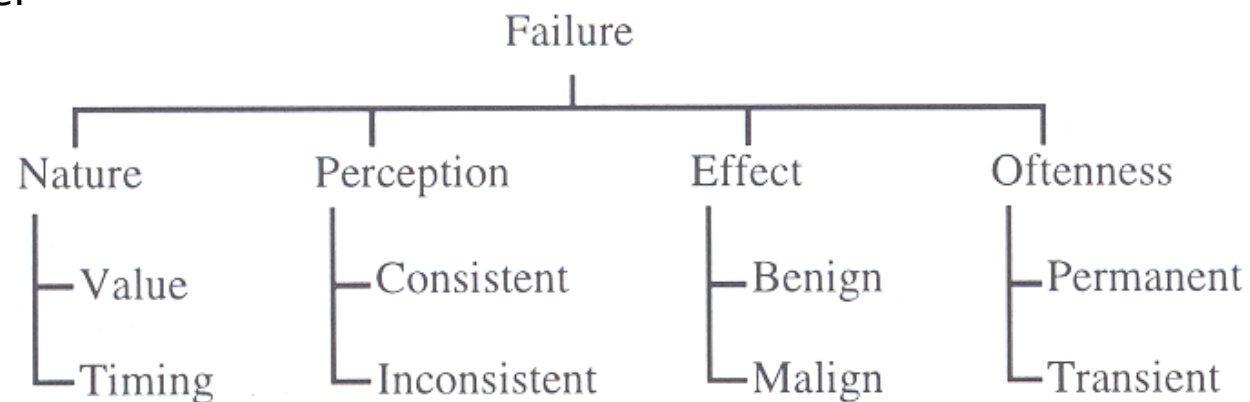 Failure
Nature Perception Effect Oftenness
Value Consistent Benign Permanent
Timing Inconsistent Malign Transient